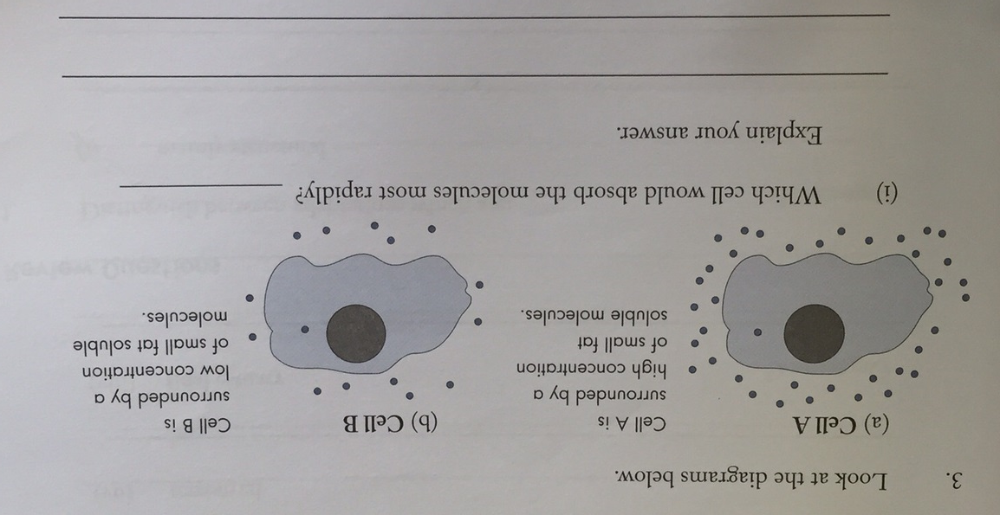 3. Look at the diagrams below.
(a) Cell A
Cell A is
surrounded by a
high concentration
of small fat
soluble molecules.
(b) Cell B
Cell B is
surrounded by a
low concentration
of small fat soluble
molecules.
(i) Which cell would absorb the molecules most rapidly?
Explain your answer.